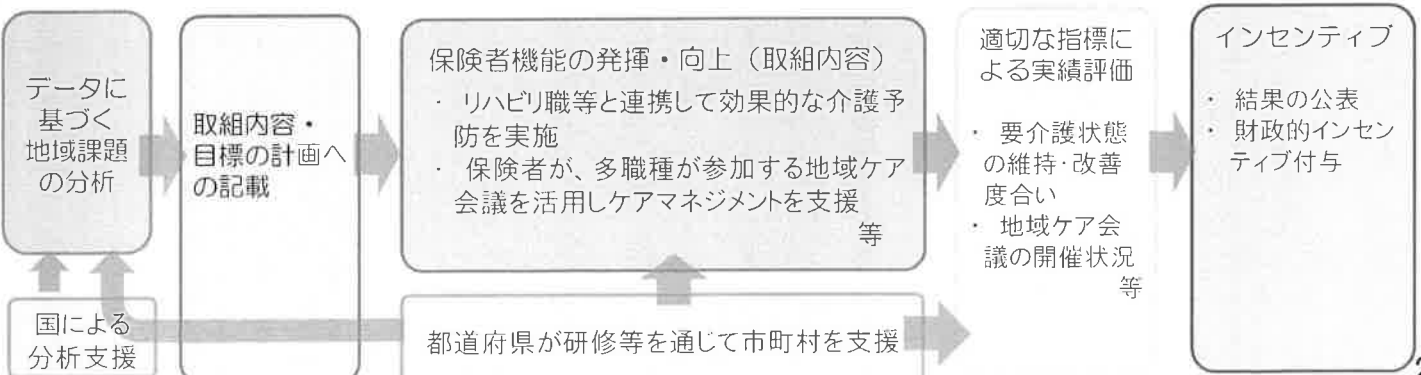 データに
基づく
地域課題
の分析
国による
分析支援
取組内容・
目標の計画へ
の記載
保険者機能の発揮・向上（取組内容）
・ リハビリ職等と連携して効果的な介護予
防を実施
・ 保険者が、多職種が参加する地域ケア
会議を活用しケアマネジメントを支援
等
都道府県が研修等を通じて市町村を支援
適切な指標に
よる実績評価
・ 要介護状態
の維持・改善
度合い
・ 地域ケア会
議の開催状況
等
インセンティブ
・ 結果の公表
・ 財政的インセン
ティブ付与